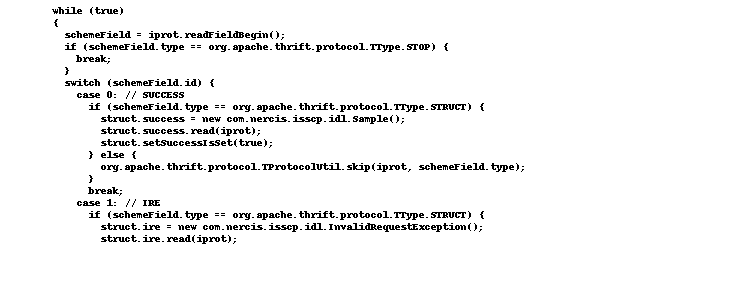 while (true)
{
schemeField = iprot.readFieldBegin();
if (schemeField.type == org.apache.thrift.protocol.TType.STOP) {
break;
}
switch (schemeField.id) {
case 0: // SUCCESS
if (schemeField.type == org.apache.thrift.protocol.TType.STRUCT) {
struct.success = new com.nercis.isscp.idl.Sample();
struct.success.read(iprot);
struct.setSuccessIsSet(true);
} else {
org.apache.thrift.protocol.TProtocolUtil.skip(iprot, schemeField.type);
}
break;
case 1: // IRE
if (schemeField.type == org.apache.thrift.protocol.TType.STRUCT) {
struct.ire = new com.nercis.isscp.idl.InvalidRequestException();
struct.ire.read(iprot);